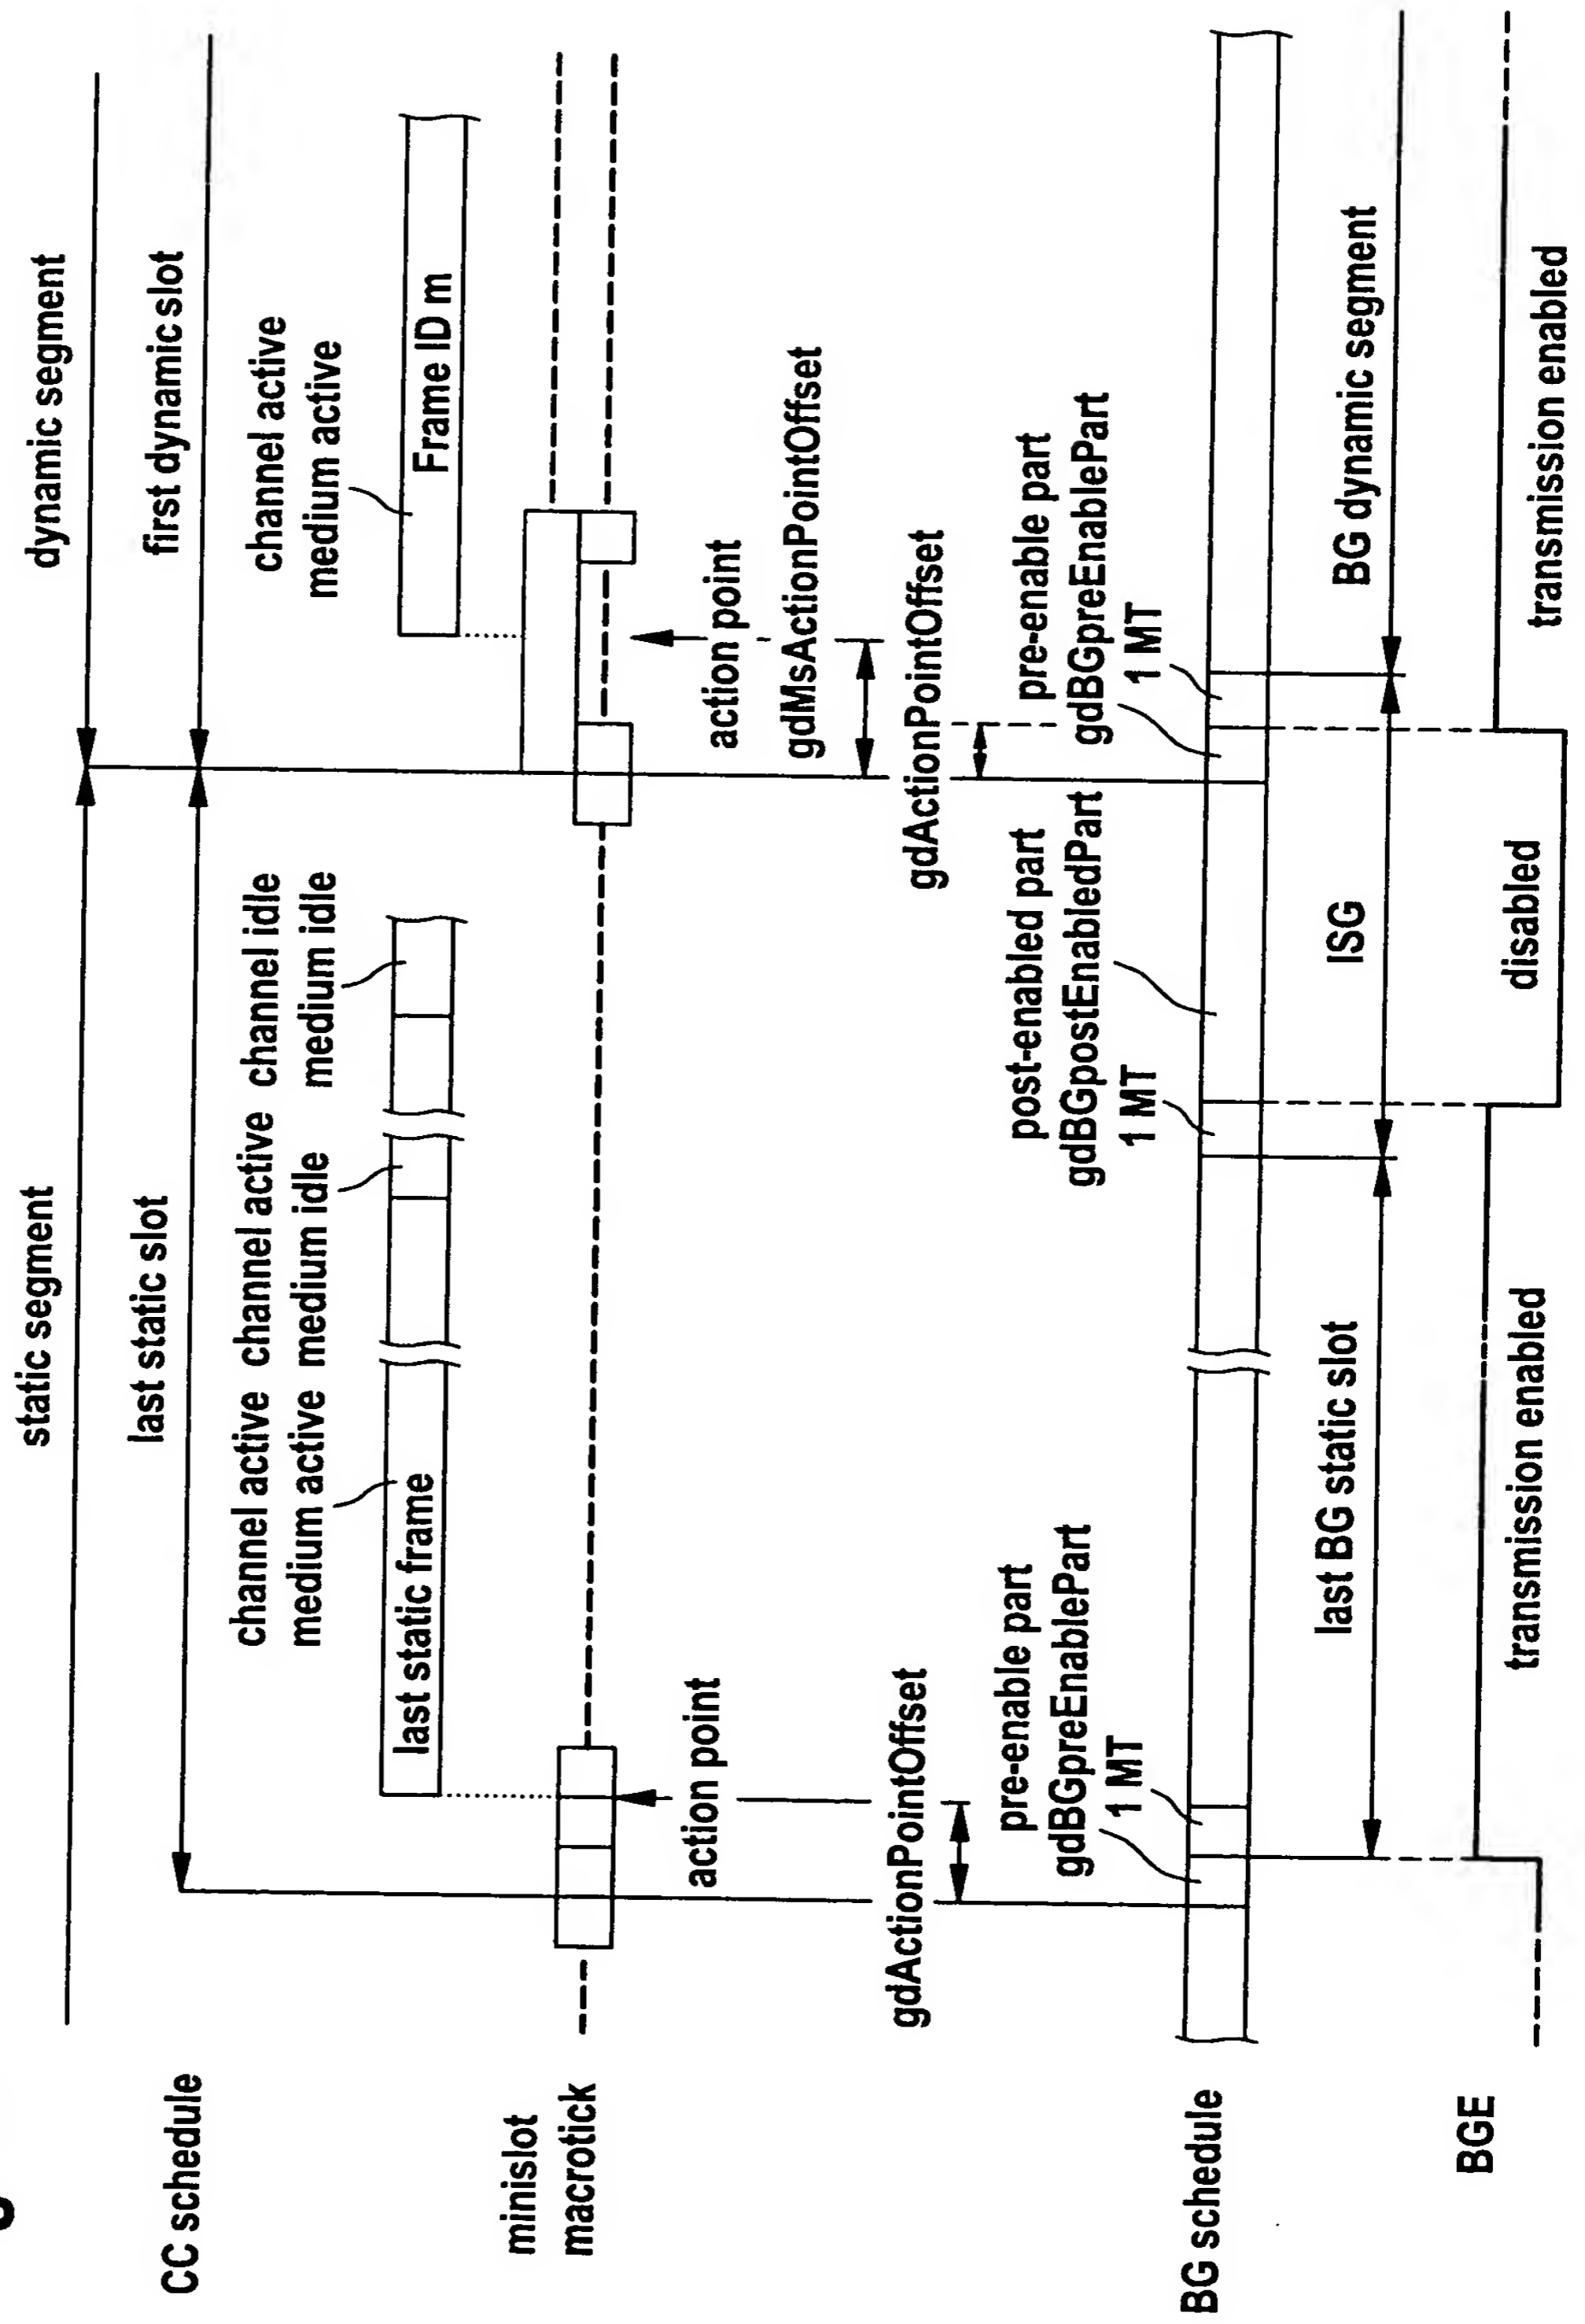 static segment
dynamic segment
CC schedule
last static slot
first dynamic slot
channel active
medium active
channel active
medium idle
channel idle
medium idle
channel active
medium active
last static frame
Frame ID m
minislot
macrotick
action point
action point
gdMsActionPointOffset
gdActionPointOffset
gdActionPointOffset
pre-enable part
gdBGpreEnablePart
1 MT
post-enabled part
gdBGpostEnabledPart
1 MT
pre-enable part
gdBGpreEnablePart
1 MT
BG schedule
last BG static slot
ISG
BG dynamic segment
BGE
transmission enabled
disabled
transmission enabled